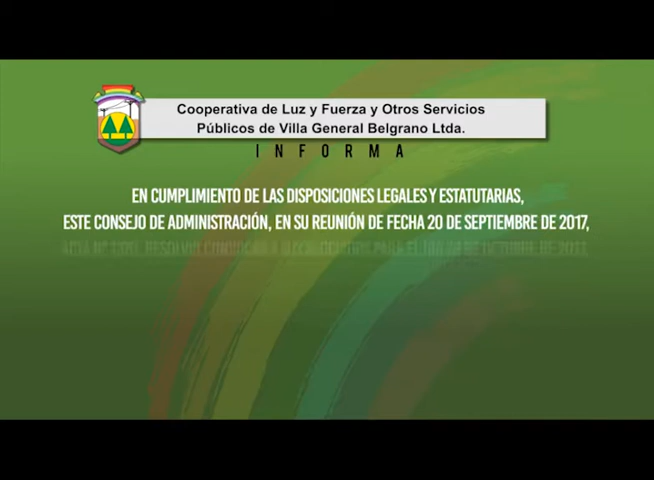 Cooperativa de Luz y Fuerza y Otros Servicios
Públicos de Villa General Belgrano Ltda.
INFORMA
EN CUMPLIMIENTO DE LAS DISPOSICIONES LEGALES Y ESTATUTARIAS,
ESTE CONSEJO DE ADMINISTRACIÓN, EN SU REUNIÓN DE FECHA 20 DE SEPTIEMBRE DE 2017,